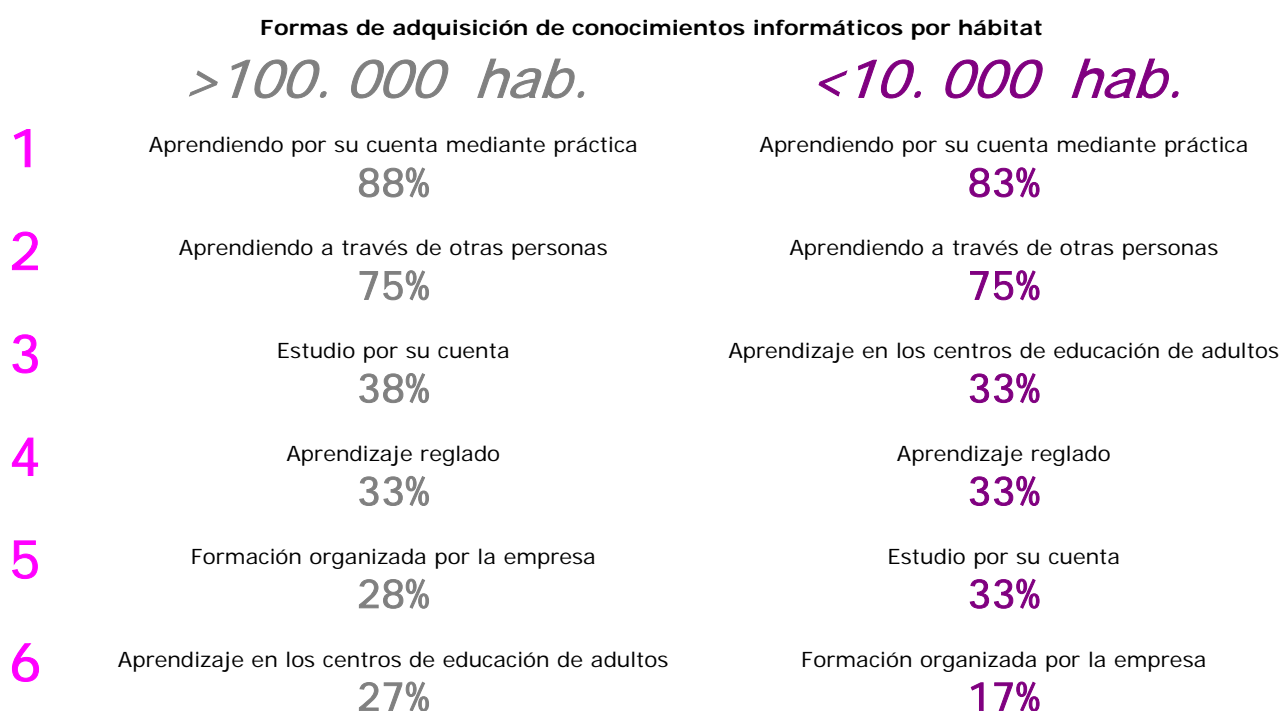 Formas de adquisición de conocimientos informáticos por hábitat
>100. 000 hab. <10. 000 hab.
1 Aprendiendo por su cuenta mediante práctica Aprendiendo por su cuenta mediante práctica
88% 83%
2 Aprendiendo a través de otras personas Aprendiendo a través de otras personas
75% 75%
3 Estudio por su cuenta Aprendizaje en los centros de educación de adultos
38% 33%
4 Aprendizaje reglado Aprendizaje reglado
33% 33%
5 Formación organizada por la empresa Estudio por su cuenta
28% 33%
6 Aprendizaje en los centros de educación de adultos Formación organizada por la empresa
27% 17%